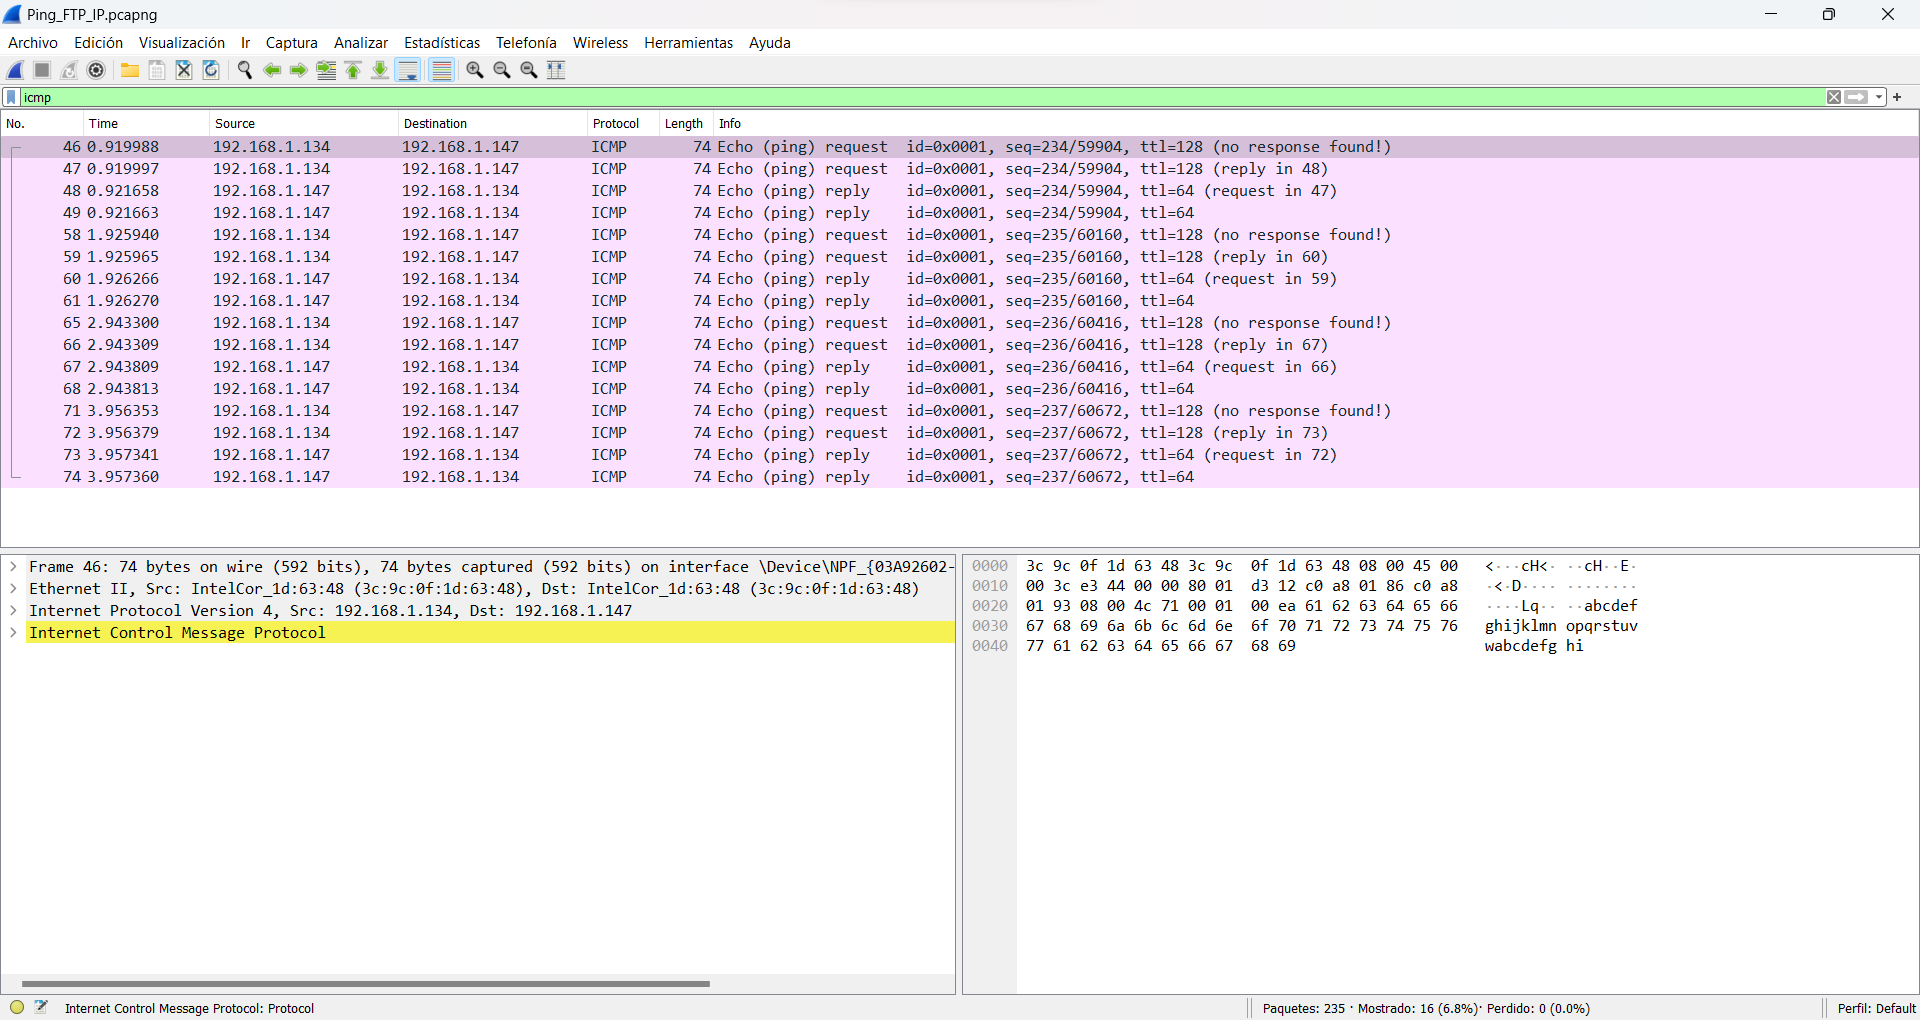 Ping_FTP_IP.pcapng
Archivo Edición Visualización Ir Captura Analizar Estadísticas Telefonía Wireless Herramientas Ayuda
icmp
No. Time Source Destination Protocol Length Info
46 0.919988 192.168.1.134 192.168.1.147 ICMP 74 Echo (ping) request id=0x0001, seq=234/59904, ttl=128 (no response found!)
47 0.919997 192.168.1.134 192.168.1.147 ICMP 74 Echo (ping) request id=0x0001, seq=234/59904, ttl=128 (reply in 48)
48 0.921658 192.168.1.147 192.168.1.134 ICMP 74 Echo (ping) reply id=0x0001, seq=234/59904, ttl=64 (request in 47)
49 0.921663 192.168.1.147 192.168.1.134 ICMP 74 Echo (ping) reply id=0x0001, seq=234/59904, ttl=64
58 1.925940 192.168.1.134 192.168.1.147 ICMP 74 Echo (ping) request id=0x0001, seq=235/60160, ttl=128 (no response found!)
59 1.925965 192.168.1.134 192.168.1.147 ICMP 74 Echo (ping) request id=0x0001, seq=235/60160, ttl=128 (reply in 60)
60 1.926266 192.168.1.147 192.168.1.134 ICMP 74 Echo (ping) reply id=0x0001, seq=235/60160, ttl=64 (request in 59)
61 1.926270 192.168.1.147 192.168.1.134 ICMP 74 Echo (ping) reply id=0x0001, seq=235/60160, ttl=64
65 2.943300 192.168.1.134 192.168.1.147 ICMP 74 Echo (ping) request id=0x0001, seq=236/60416, ttl=128 (no response found!)
66 2.943309 192.168.1.134 192.168.1.147 ICMP 74 Echo (ping) request id=0x0001, seq=236/60416, ttl=128 (reply in 67)
67 2.943809 192.168.1.147 192.168.1.134 ICMP 74 Echo (ping) reply id=0x0001, seq=236/60416, ttl=64 (request in 66)
68 2.943813 192.168.1.147 192.168.1.134 ICMP 74 Echo (ping) reply id=0x0001, seq=236/60416, ttl=64
71 3.956353 192.168.1.134 192.168.1.147 ICMP 74 Echo (ping) request id=0x0001, seq=237/60672, ttl=128 (no response found!)
72 3.956379 192.168.1.134 192.168.1.147 ICMP 74 Echo (ping) request id=0x0001, seq=237/60672, ttl=128 (reply in 73)
73 3.957341 192.168.1.147 192.168.1.134 ICMP 74 Echo (ping) reply id=0x0001, seq=237/60672, ttl=64 (request in 72)
74 3.957360 192.168.1.147 192.168.1.134 ICMP 74 Echo (ping) reply id=0x0001, seq=237/60672, ttl=64
Frame 46: 74 bytes on wire (592 bits), 74 bytes captured (592 bits) on interface \Device\NPF_{03A92602-
Ethernet II, Src: IntelCor_1d:63:48 (3c:9c:0f:1d:63:48), Dst: IntelCor_1d:63:48 (3c:9c:0f:1d:63:48)
Internet Protocol Version 4, Src: 192.168.1.134, Dst: 192.168.1.147
Internet Control Message Protocol
0000 3c 9c 0f 1d 63 48 3c 9c 0f 1d 63 48 08 00 45 00 <···cH<· ··cH··E·
0010 00 3c e3 44 00 00 80 01 d3 12 c0 a8 01 86 c0 a8 ·<·D···· ········
0020 01 93 08 00 4c 71 00 01 00 ea 61 62 63 64 65 66 ····Lq·· ··abcdef
0030 67 68 69 6a 6b 6c 6d 6e 6f 70 71 72 73 74 75 76 ghijklmn opqrstuv
0040 77 61 62 63 64 65 66 67 68 69 wabcdefg hi
Internet Control Message Protocol: Protocol
Paquetes: 235 · Mostrado: 16 (6.8%)· Perdido: 0 (0.0%)
Perfil: Default